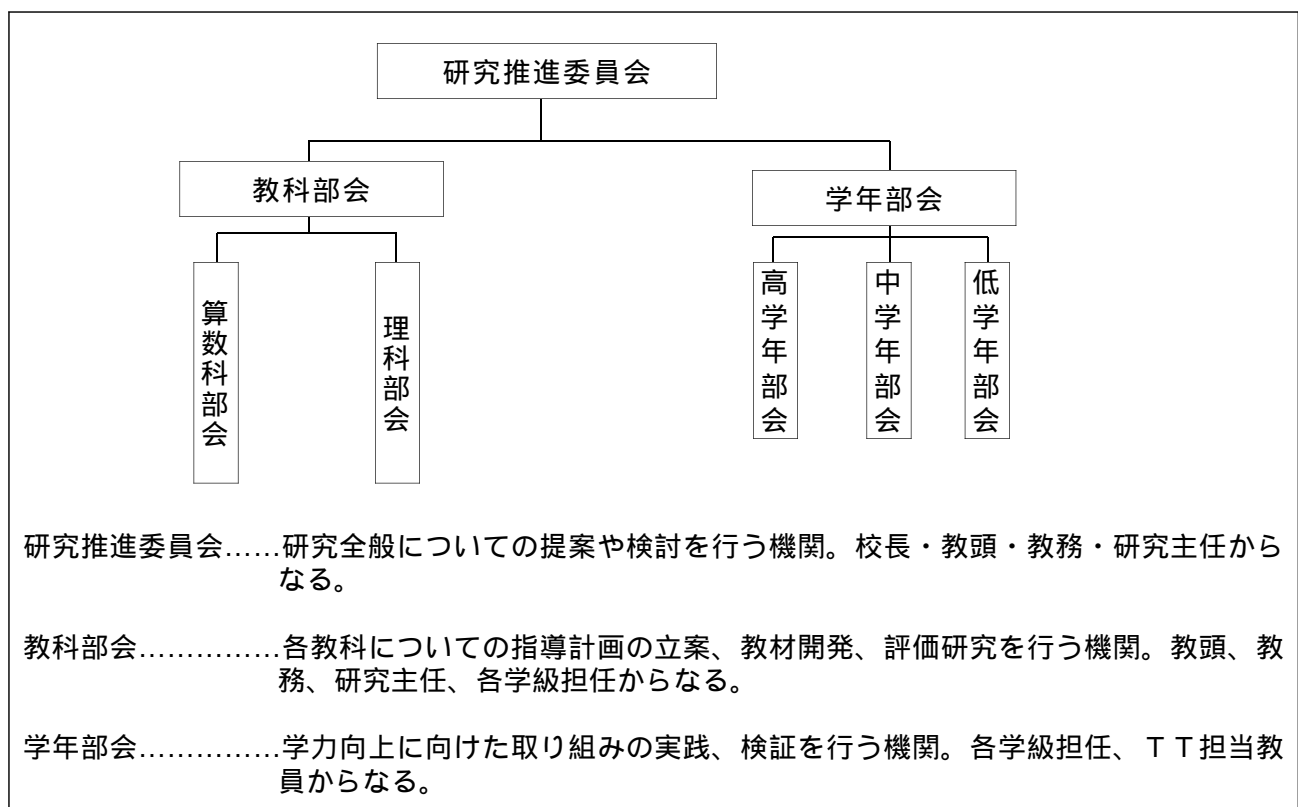 研究推進委員会
教科部会
学年部会
算数科部会
理科部会
高学年部会
中学年部会
低学年部会
研究推進委員会……研究全般についての提案や検討を行う機関。校長・教頭・教務・研究主任から
なる。
教科部会……………各教科についての指導計画の立案、教材開発、評価研究を行う機関。教頭、教
務、研究主任、各学級担任からなる。
学年部会……………学力向上に向けた取り組みの実践、検証を行う機関。各学級担任、ＴＴ担当教
員からなる。